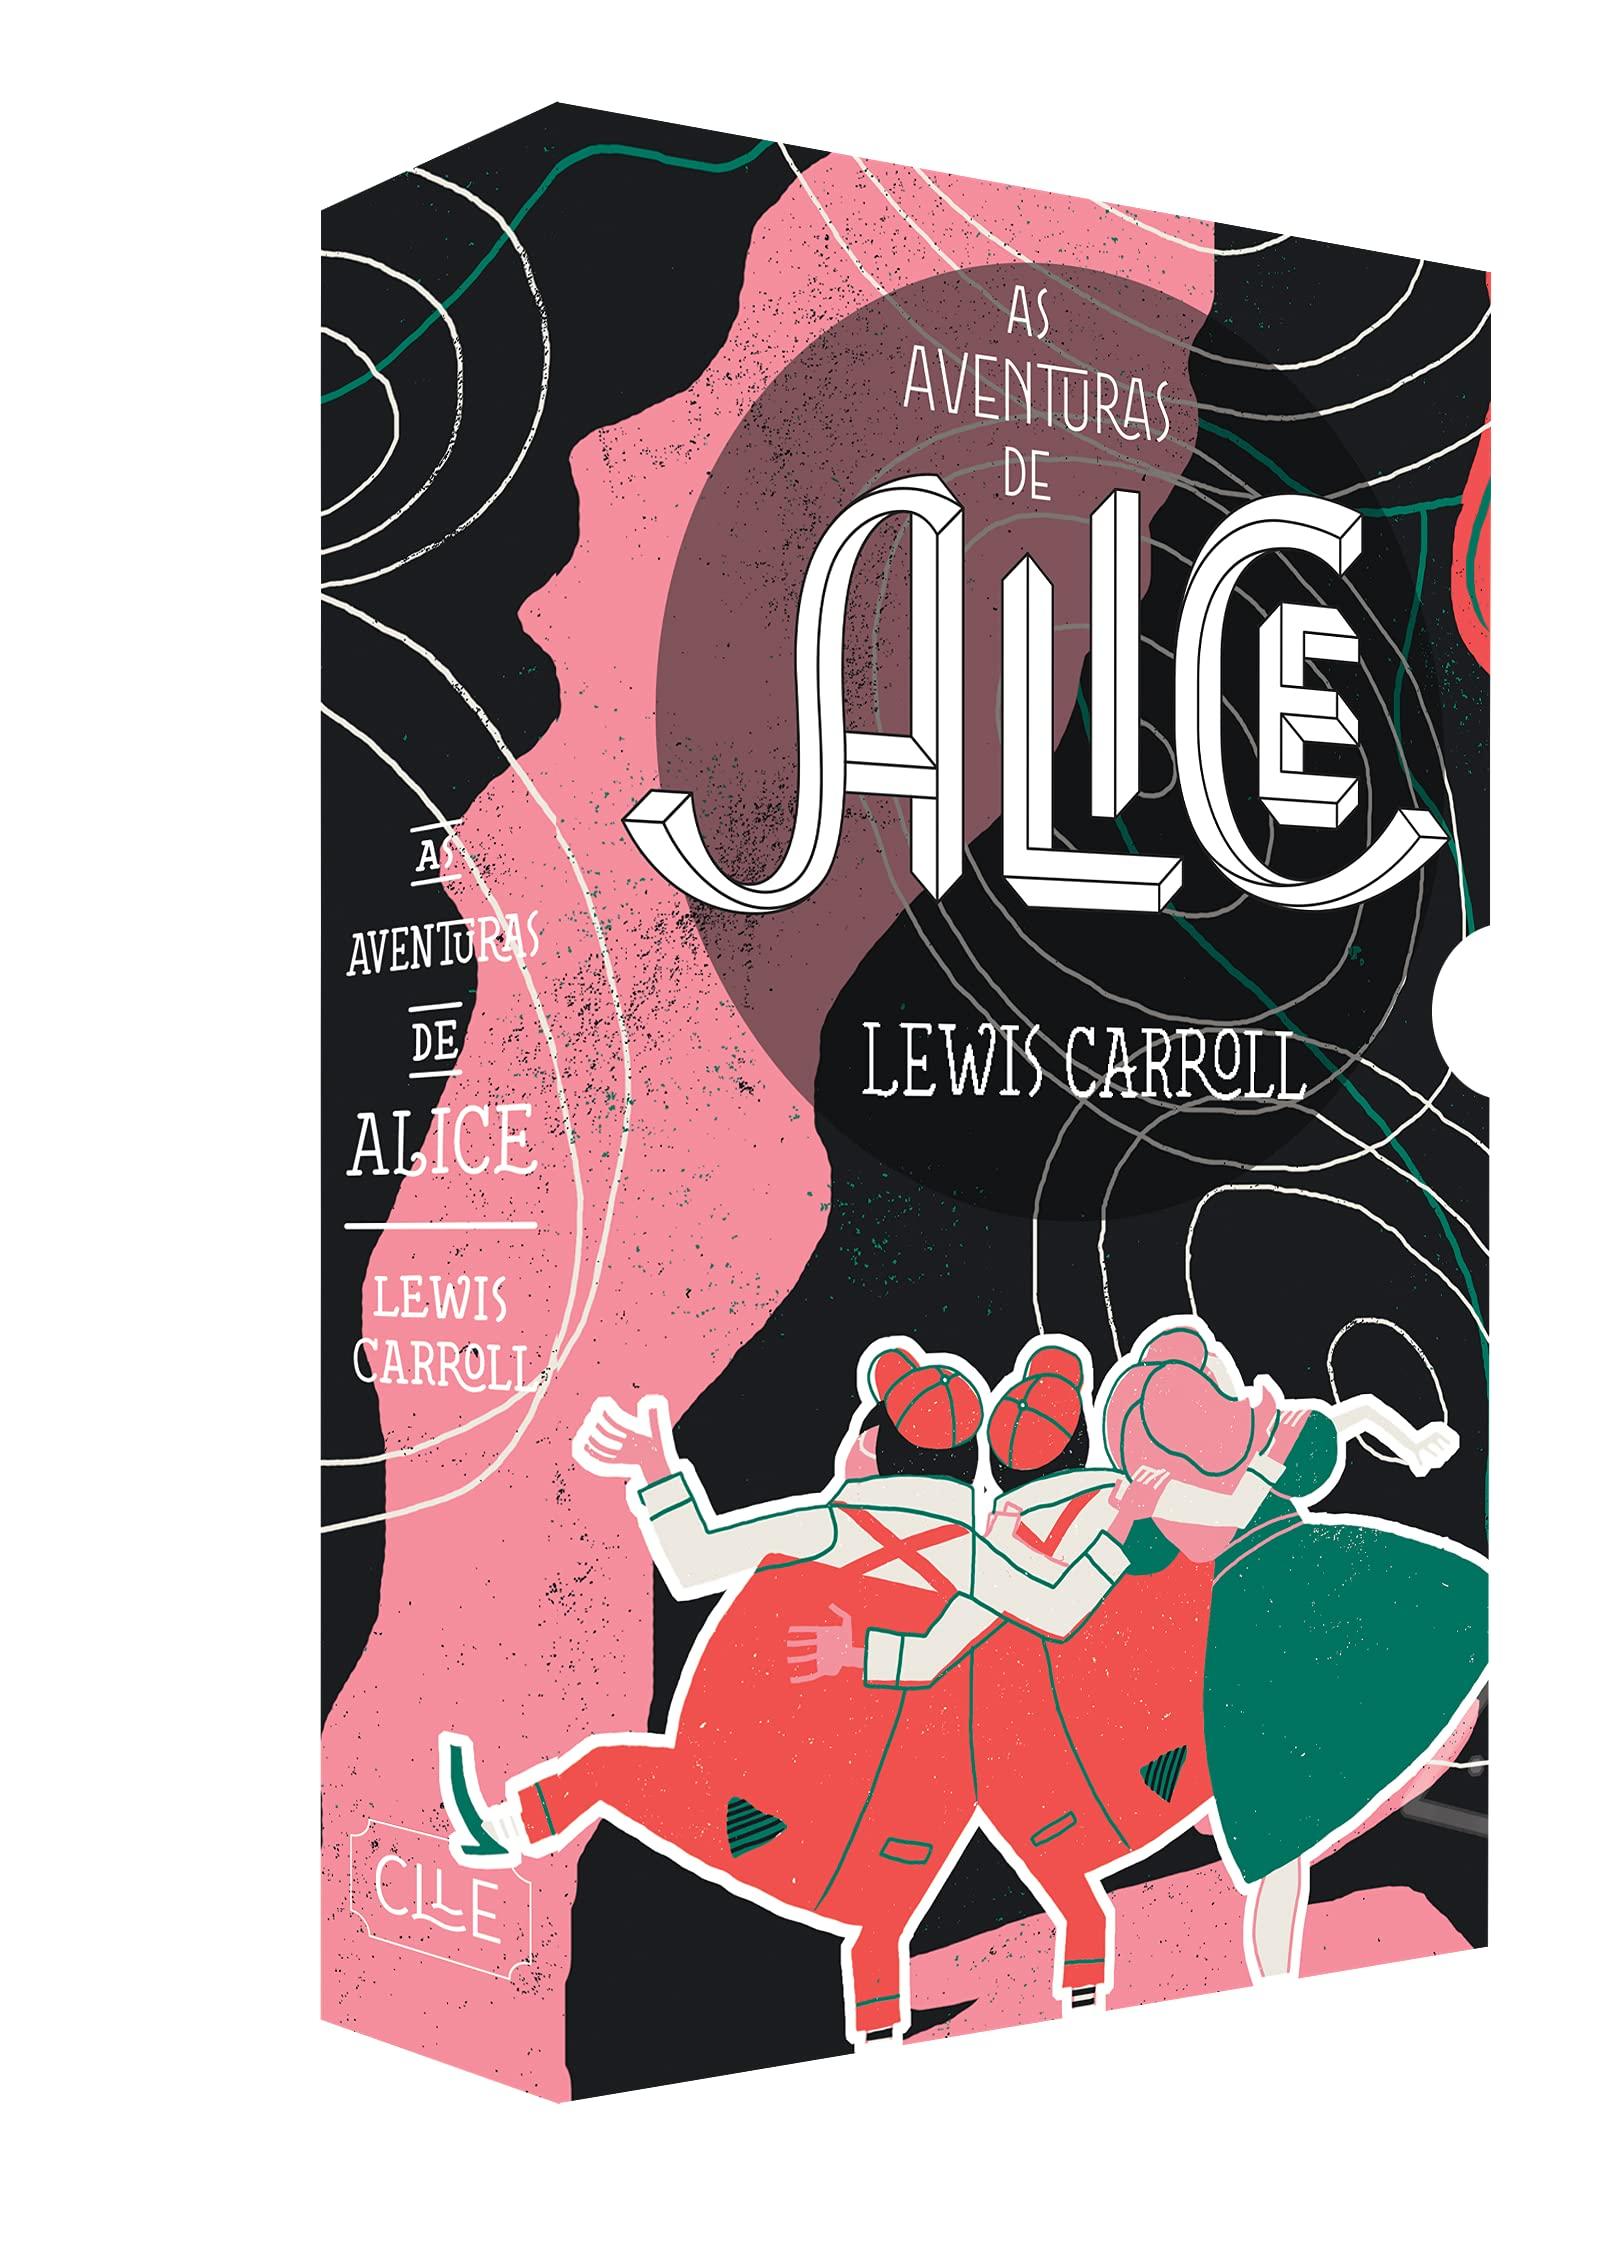 AS
AVENTURAS
DE
ALICE
LEWIS CARROLL
AS
AVENTURAS
DE
ALICE
LEWIS
CARROLL
CLLE